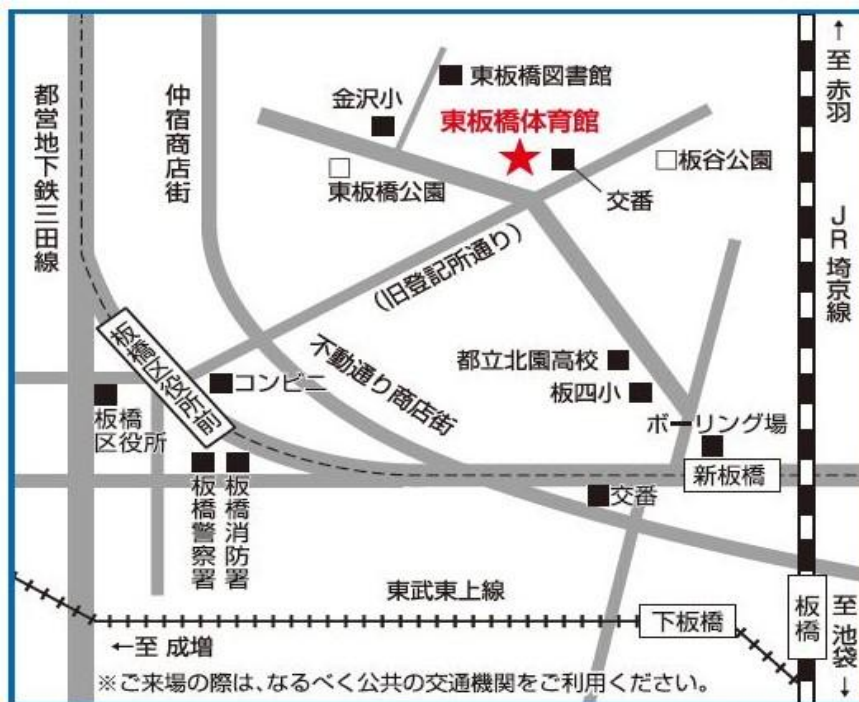 都営地下鉄三田線
仲宿商店街
金沢小
東板橋図書館
東板橋体育館
東板橋公園
交番
板谷公園
↑至 赤羽
JR埼京線
(旧登記所通り)
板橋区役所前
コンビニ
不動通り商店街
都立北園高校
板四小
ボーリング場
板橋
区役所
板橋警察署
板橋消防署
新板橋
交番
東武東上線
下板橋
板橋
至 池袋↓
←至 成増
※ご来場の際は、なるべく公共の交通機関をご利用ください。